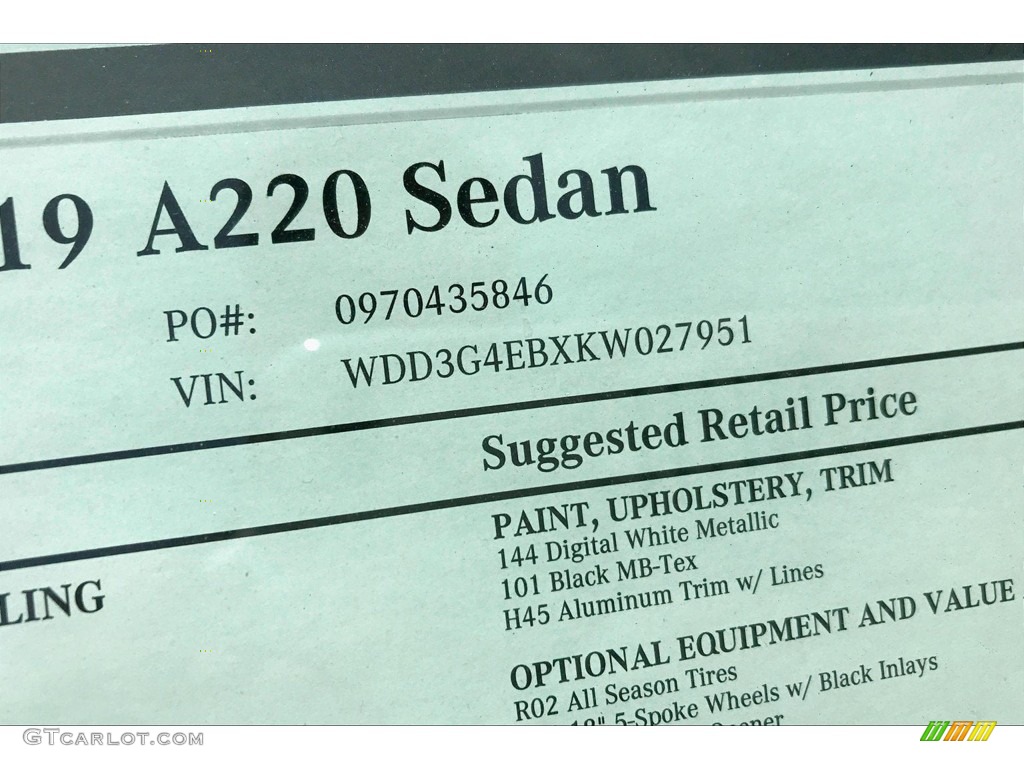 19 A220 Sedan
PO#: 0970435846
VIN: WDD3G4EBXKW027951
Suggested Retail Price
PAINT, UPHOLSTERY, TRIM
144 Digital White Metallic
101 Black MB-Tex
H45 Aluminum Trim w/ Lines
LING
OPTIONAL EQUIPMENT AND VALUE
R02 All Season Tires
5-Spoke Wheels w/ Black Inlays
GTcarlot.com